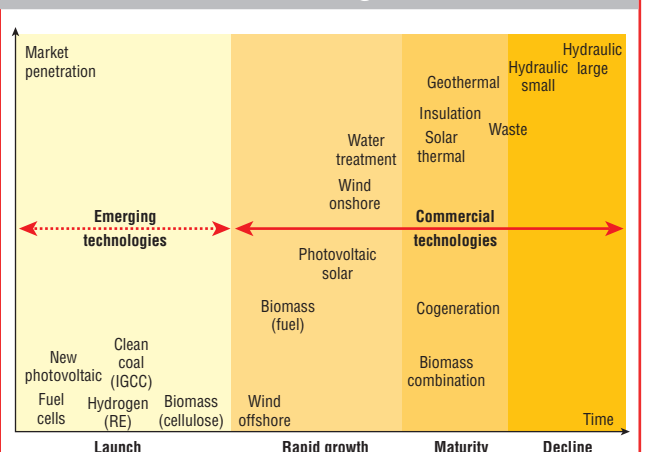 Market
penetration
Hydraulic
large
Hydraulic
small
Geothermal
Insulation
Waste
Solar
thermal
Water
treatment
Wind
onshore
Emerging
technologies
Commercial
technologies
Photovoltaic
solar
Biomass
(fuel)
Cogeneration
Clean
coal
(IGCC)
New
photovoltaic
Biomass
combination
Fuel
cells
Hydrogen
(RE)
Biomass
(cellulose)
Wind
offshore
Time
Launch
Rapid growth
Maturity
Decline